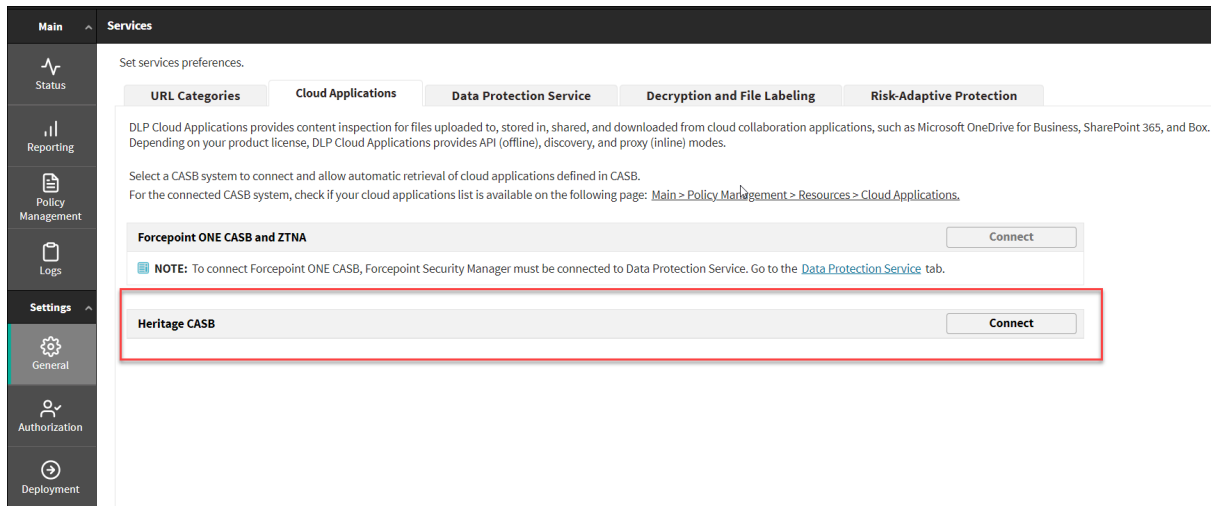 Main
Services
Status
Reporting
Policy
Management
Logs
Settings
General
Authorization
Deployment
Set services preferences.
URL Categories
Cloud Applications
Data Protection Service
Decryption and File Labeling
Risk-Adaptive Protection
DLP Cloud Applications provides content inspection for files uploaded to, stored in, shared, and downloaded from cloud collaboration applications, such as Microsoft OneDrive for Business, SharePoint 365, and Box.
Depending on your product license, DLP Cloud Applications provides API (offline), discovery, and proxy (inline) modes.
Select a CASB system to connect and allow automatic retrieval of cloud applications defined in CASB.
For the connected CASB system, check if your cloud applications list is available on the following page: Main > Policy Management > Resources > Cloud Applications.
Forcepoint ONE CASB and ZTNA
Connect
NOTE: To connect Forcepoint ONE CASB, Forcepoint Security Manager must be connected to Data Protection Service. Go to the Data Protection Service tab.
Heritage CASB
Connect